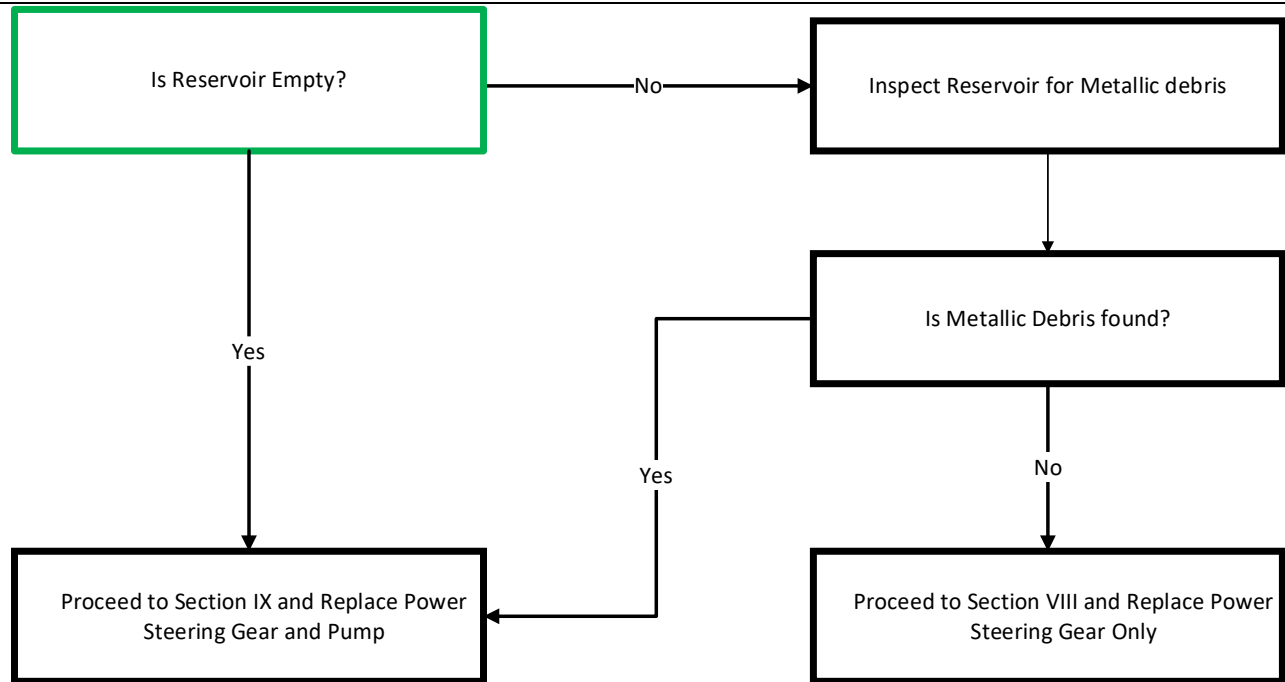 Is Reservoir Empty?
No
Inspect Reservoir for Metallic debris
Is Metallic Debris found?
Yes
Yes
No
Proceed to Section IX and Replace Power
Steering Gear and Pump
Proceed to Section VIII and Replace Power
Steering Gear Only